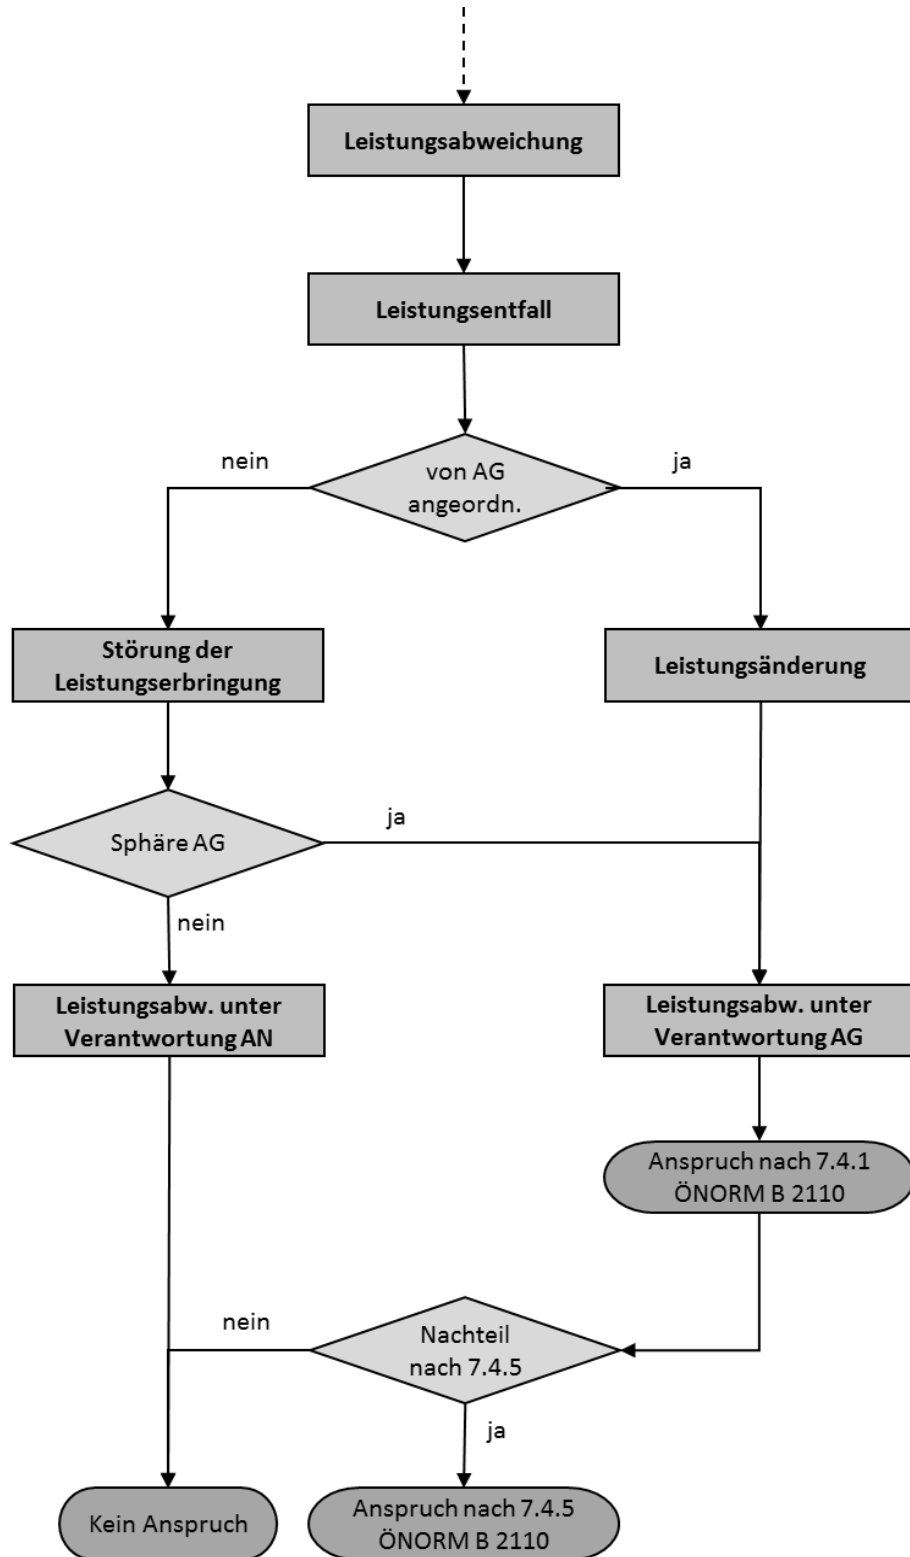 Leistungsabweichung
Leistungsentfall
von AG
angeordn.
nein
ja
Störung der
Leistungserbringung
Leistungsänderung
Sphäre AG
ja
nein
Leistungsabw. unter
Verantwortung AN
Leistungsabw. unter
Verantwortung AG
Anspruch nach 7.4.1
ÖNORM B 2110
Nachteil
nach 7.4.5
nein
ja
Kein Anspruch
Anspruch nach 7.4.5
ÖNORM B 2110